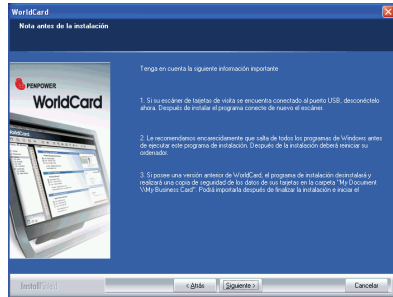 WorldCard
Nota antes de la instalación
PENPOWER
WorldCard
Tenga en cuenta la siguiente información importante
1. Si su escáner de tarjetas de visita se encuentra conectado al puerto USB, desconéctelo
ahora. Después de instalar el programa conecte de nuevo el escáner.
2. Le recomendamos encarecidamente que salta de todos los programas de Windows antes
de ejecutar este programa de instalación. Después de la instalación deberá reiniciar su
ordenador.
3. Si posee una versión anterior de WorldCard, el programa de instalación desinstalará y
realizará una copia de seguridad de los datos de sus tarjetas en la carpeta "My Document
\My Business Card". Podrá importarla después de finalizar la instalación e iniciar el
InstallShield
< Atrás
Siguiente >
Cancelar